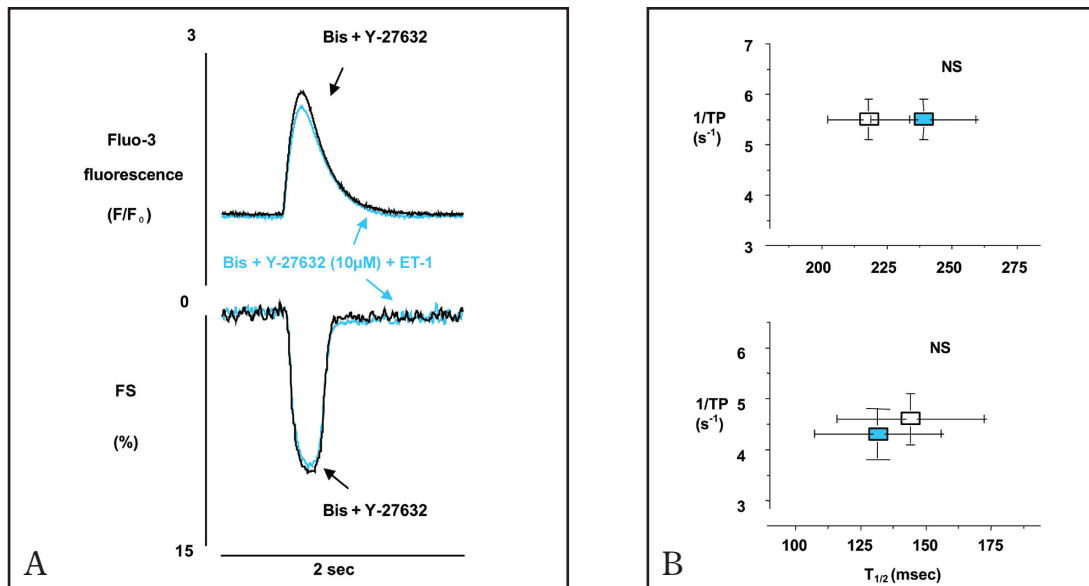 3
Bis + Y-27632
Fluo-3
fluorescence
(F/F₀)
Bis + Y-27632 (10µM) + ET-1
0
FS
(%)
Bis + Y-27632
15
2 sec
A
7
NS
6
1/TP
(s⁻¹)
5
4
3
200 225 250 275
6
NS
1/TP
(s⁻¹)
5
4
3
100 125 150 175
T₁/₂ (msec)
B